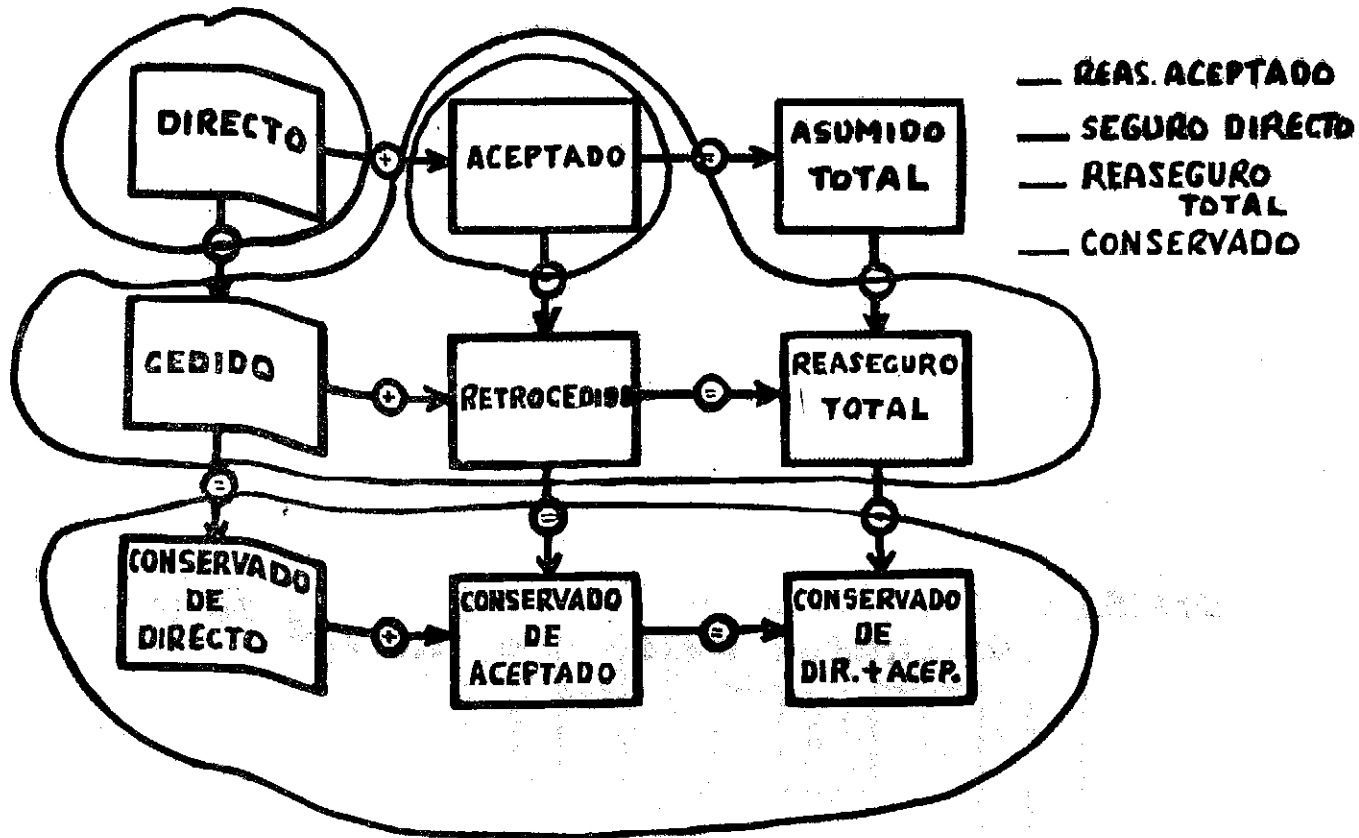 DIRECTO
+
ACEPTADO
=
ASUMIDO
TOTAL
— REAS. ACEPTADO
— SEGURO DIRECTO
— REASEGURO
TOTAL
— CONSERVADO
−
−
−
CEDIDO
+
RETROCEDIDO
=
REASEGURO
TOTAL
=
=
=
CONSERVADO
DE
DIRECTO
+
CONSERVADO
DE
ACEPTADO
=
CONSERVADO
DE
DIR.+ACEP.